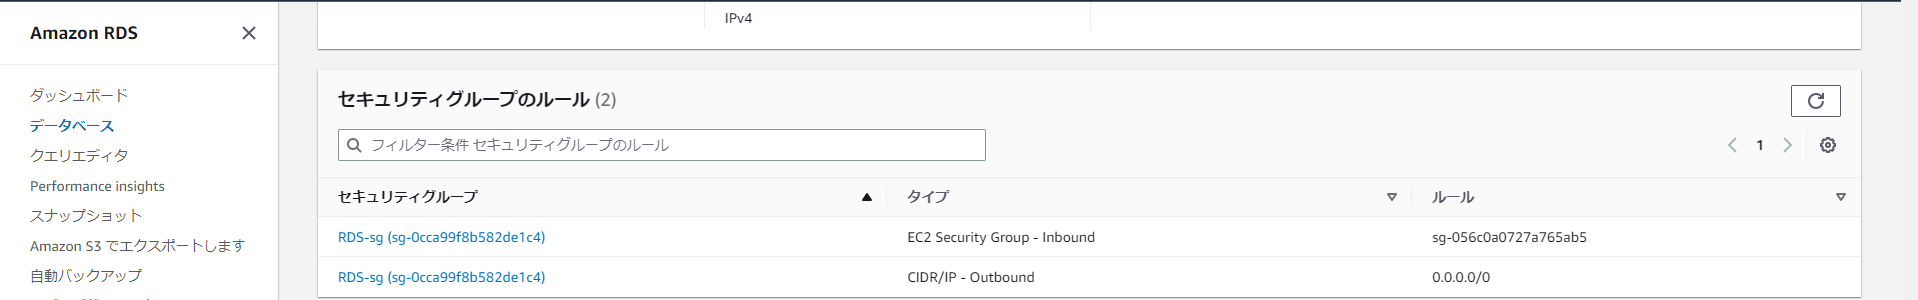 Amazon RDS
ダッシュボード
データベース
クエリエディタ
Performance insights
スナップショット
Amazon S3 でエクスポートします
自動バックアップ
IPv4
セキュリティグループのルール (2)
フィルター条件 セキュリティグループのルール
1
セキュリティグループ タイプ ルール
RDS-sg (sg-0cca99f8b582de1c4) EC2 Security Group - Inbound sg-056c0a0727a765ab5
RDS-sg (sg-0cca99f8b582de1c4) CIDR/IP - Outbound 0.0.0.0/0